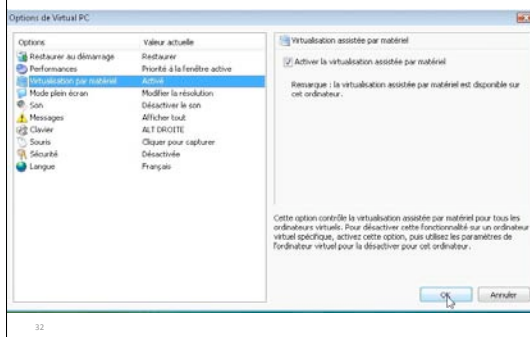 Options de Virtual PC
Options Valeur actuelle
Restaurer au démarrage Restaurer
Performances Priorité à la fenêtre active
Virtualisation par matériel Activé
Mode plein écran Modifier la résolution
Son Désactiver le son
Messages Afficher tout
Clavier ALT DROITE
Souris Cliquer pour capturer
Sécurité Désactivée
Langue Français
Virtualisation assistée par matériel
Activer la virtualisation assistée par matériel
Remarque : la virtualisation assistée par matériel est disponible sur
cet ordinateur.
Cette option contrôle la virtualisation assistée par matériel pour tous les
ordinateurs virtuels. Pour désactiver cette fonctionnalité sur un ordinateur
virtuel spécifique, activez cette option, puis utilisez les paramètres de
l'ordinateur virtuel pour la désactiver pour cet ordinateur.
OK Annuler
32